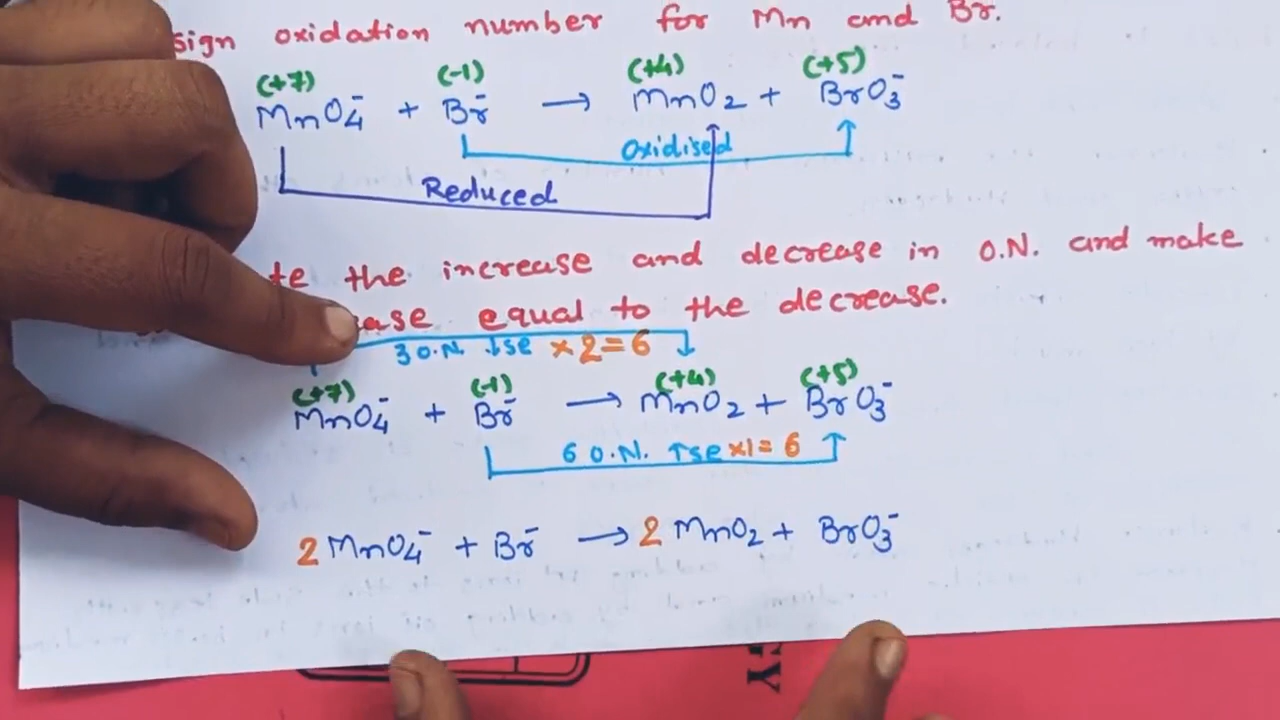 sign oxidation number for Mn and Br.
(+7) (-1) (+4) (+5)
MnO₄⁻ + Br⁻ → MnO₂ + BrO₃⁻
Oxidised
Reduced
te the increase and decrease in O.N. and make
ase equal to the decrease.
3 O.N. ↓se × 2 = 6
(+7) (-1) (+4) (+5)
MnO₄⁻ + Br⁻ → MnO₂ + BrO₃⁻
6 O.N. ↑se ×1 = 6
2 MnO₄⁻ + Br⁻ → 2 MnO₂ + BrO₃⁻
GY